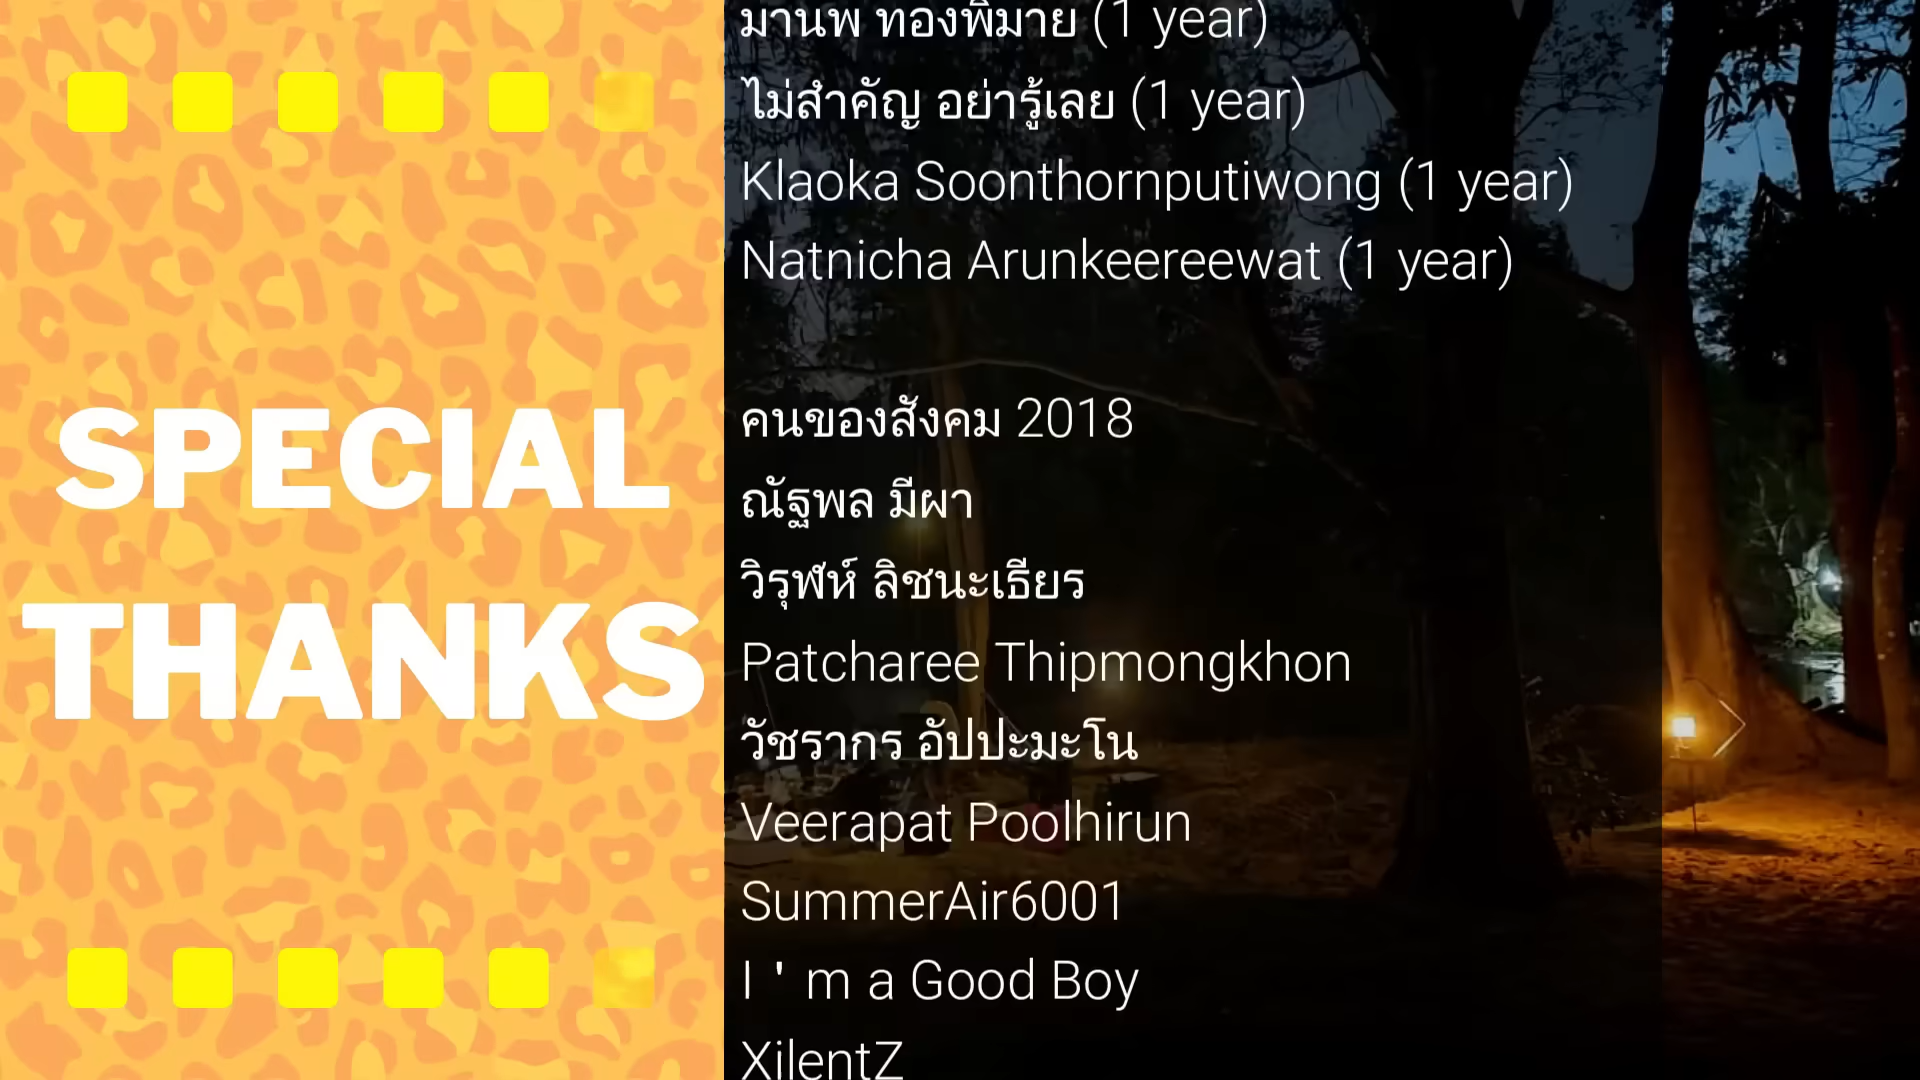 SPECIAL
THANKS
มานพ ทองพิมาย (1 year)
ไม่สำคัญ อย่ารู้เลย (1 year)
Klaoka Soonthornputiwong (1 year)
Natnicha Arunkeereewat (1 year)
คนของสังคม 2018
ณัฐพล มีผา
วิรุฬห์ ลิชนะเธียร
Patcharee Thipmongkhon
วัชรากร อัปปะมะโน
Veerapat Poolhirun
SummerAir6001
I ' m a Good Boy
XilentZ